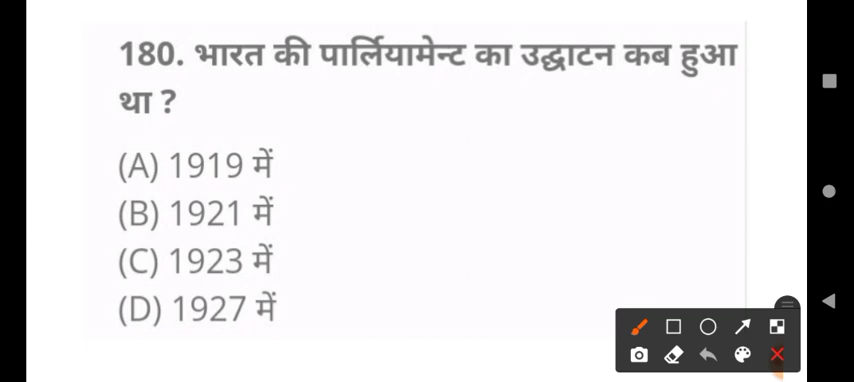 180. भारत की पार्लियामेन्ट का उद्घाटन कब हुआ
था ?
(A) 1919 में
(B) 1921 में
(C) 1923 में
(D) 1927 में